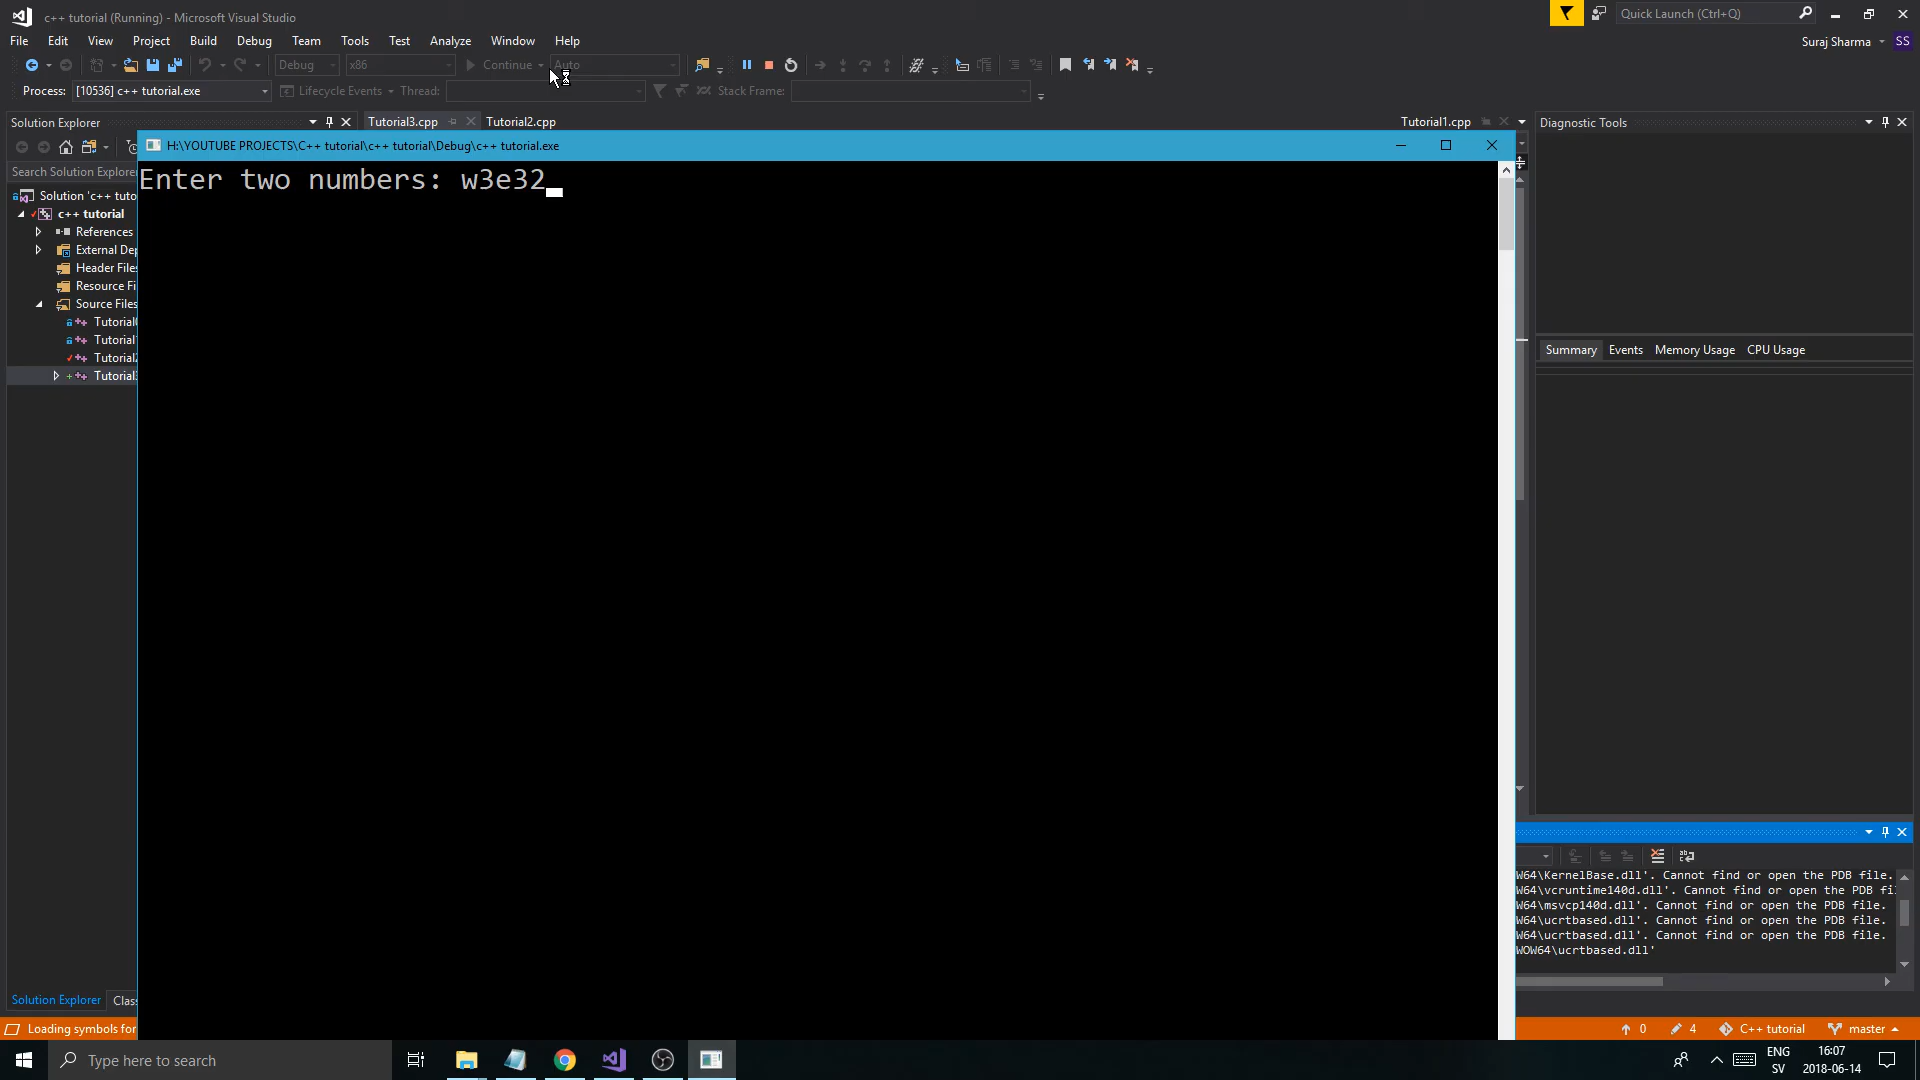 c++ tutorial (Running) - Microsoft Visual Studio
Quick Launch (Ctrl+Q)
File Edit View Project Build Debug Team Tools Test Analyze Window Help
Suraj Sharma SS
Debug x86 Continue Auto
Process: [10536] c++ tutorial.exe Lifecycle Events Thread: Stack Frame:
Solution Explorer
Tutorial3.cpp Tutorial2.cpp Tutorial1.cpp
Diagnostic Tools
H:\YOUTUBE PROJECTS\C++ tutorial\c++ tutorial\Debug\c++ tutorial.exe
Search Solution Explorer
Enter two numbers: w3e32
Solution 'c++ tuto
c++ tutorial
References
External Dep
Header Files
Resource Fi
Source Files
Tutorial
Tutorial
Tutorial
Tutorial
Summary Events Memory Usage CPU Usage
W64\KernelBase.dll'. Cannot find or open the PDB file.
W64\vcruntime140d.dll'. Cannot find or open the PDB fi
W64\msvcp140d.dll'. Cannot find or open the PDB file.
W64\ucrtbased.dll'. Cannot find or open the PDB file.
W64\ucrtbased.dll'. Cannot find or open the PDB file.
WOW64\ucrtbased.dll'
Solution Explorer Clas
Loading symbols for
0 4 C++ tutorial master
Type here to search
ENG
SV
16:07
2018-06-14